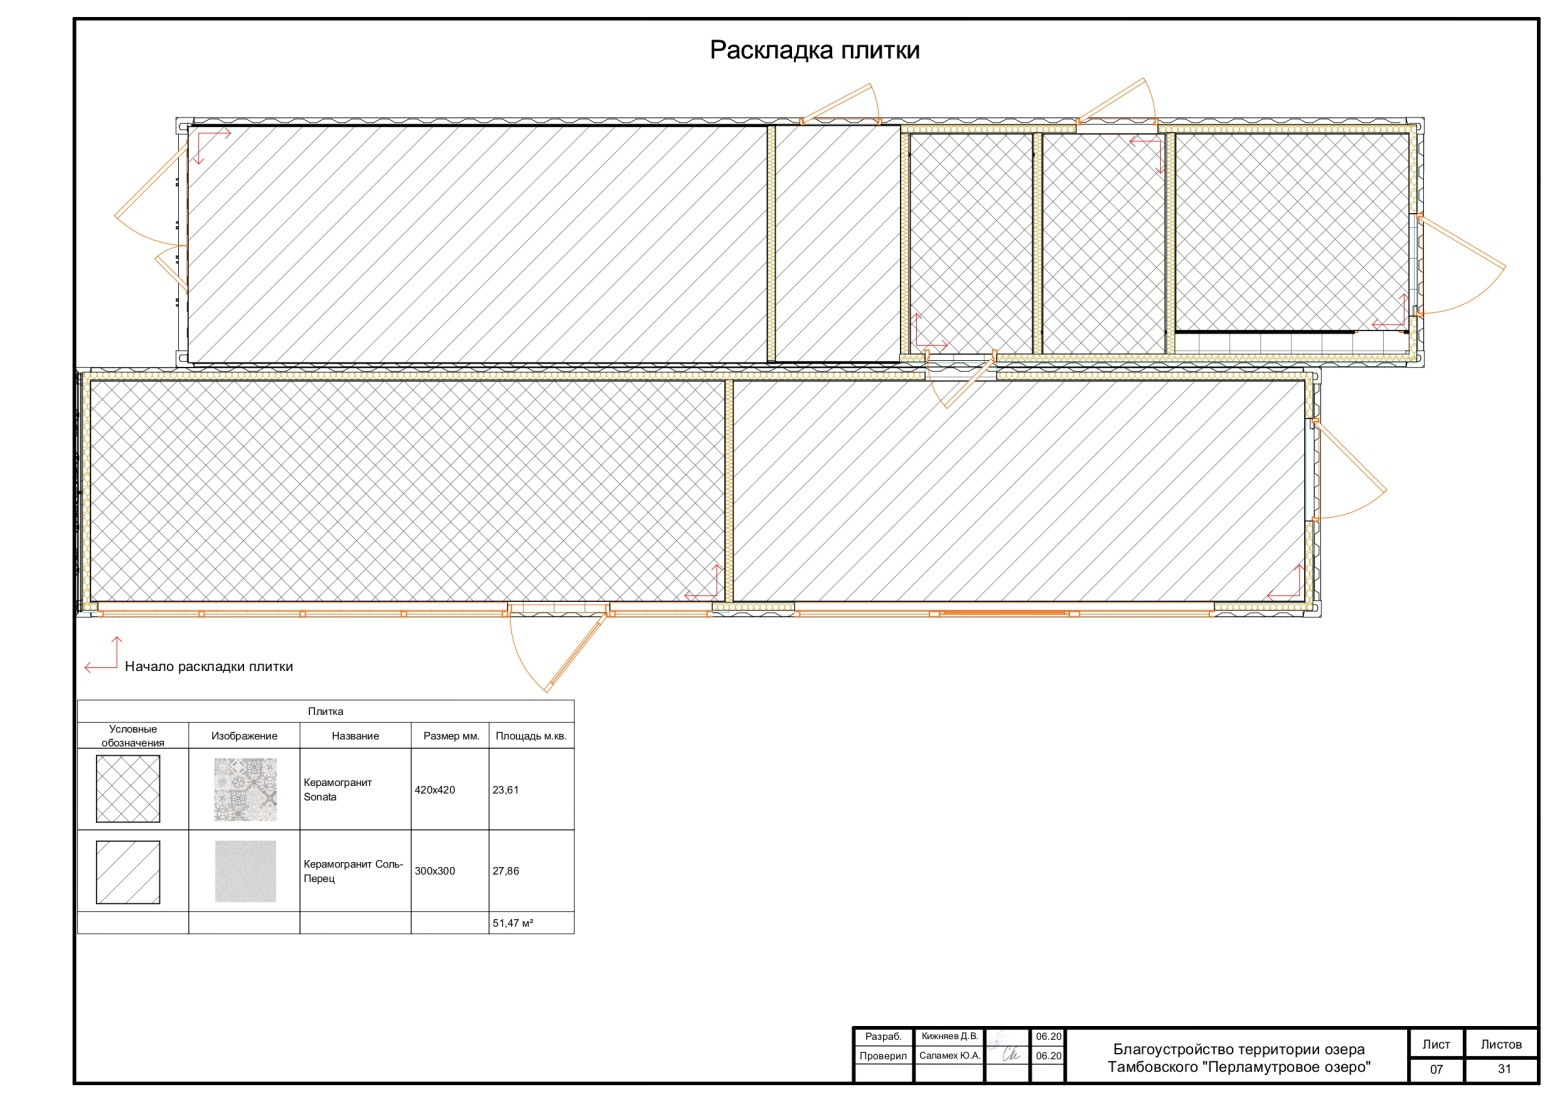 Раскладка плитки
Начало раскладки плитки
Плитка
Условные
обозначения
Изображение
Название
Размер мм.
Площадь м.кв.
Керамогранит
Sonata
420x420
23,61
Керамогранит Соль-
Перец
300x300
27,86
51,47 м²
Разраб.
Кижняев Д.В.
06.20
Проверил
Саламех Ю.А.
06.20
Благоустройство территории озера
Тамбовского "Перламутровое озеро"
Лист
Листов
07
31